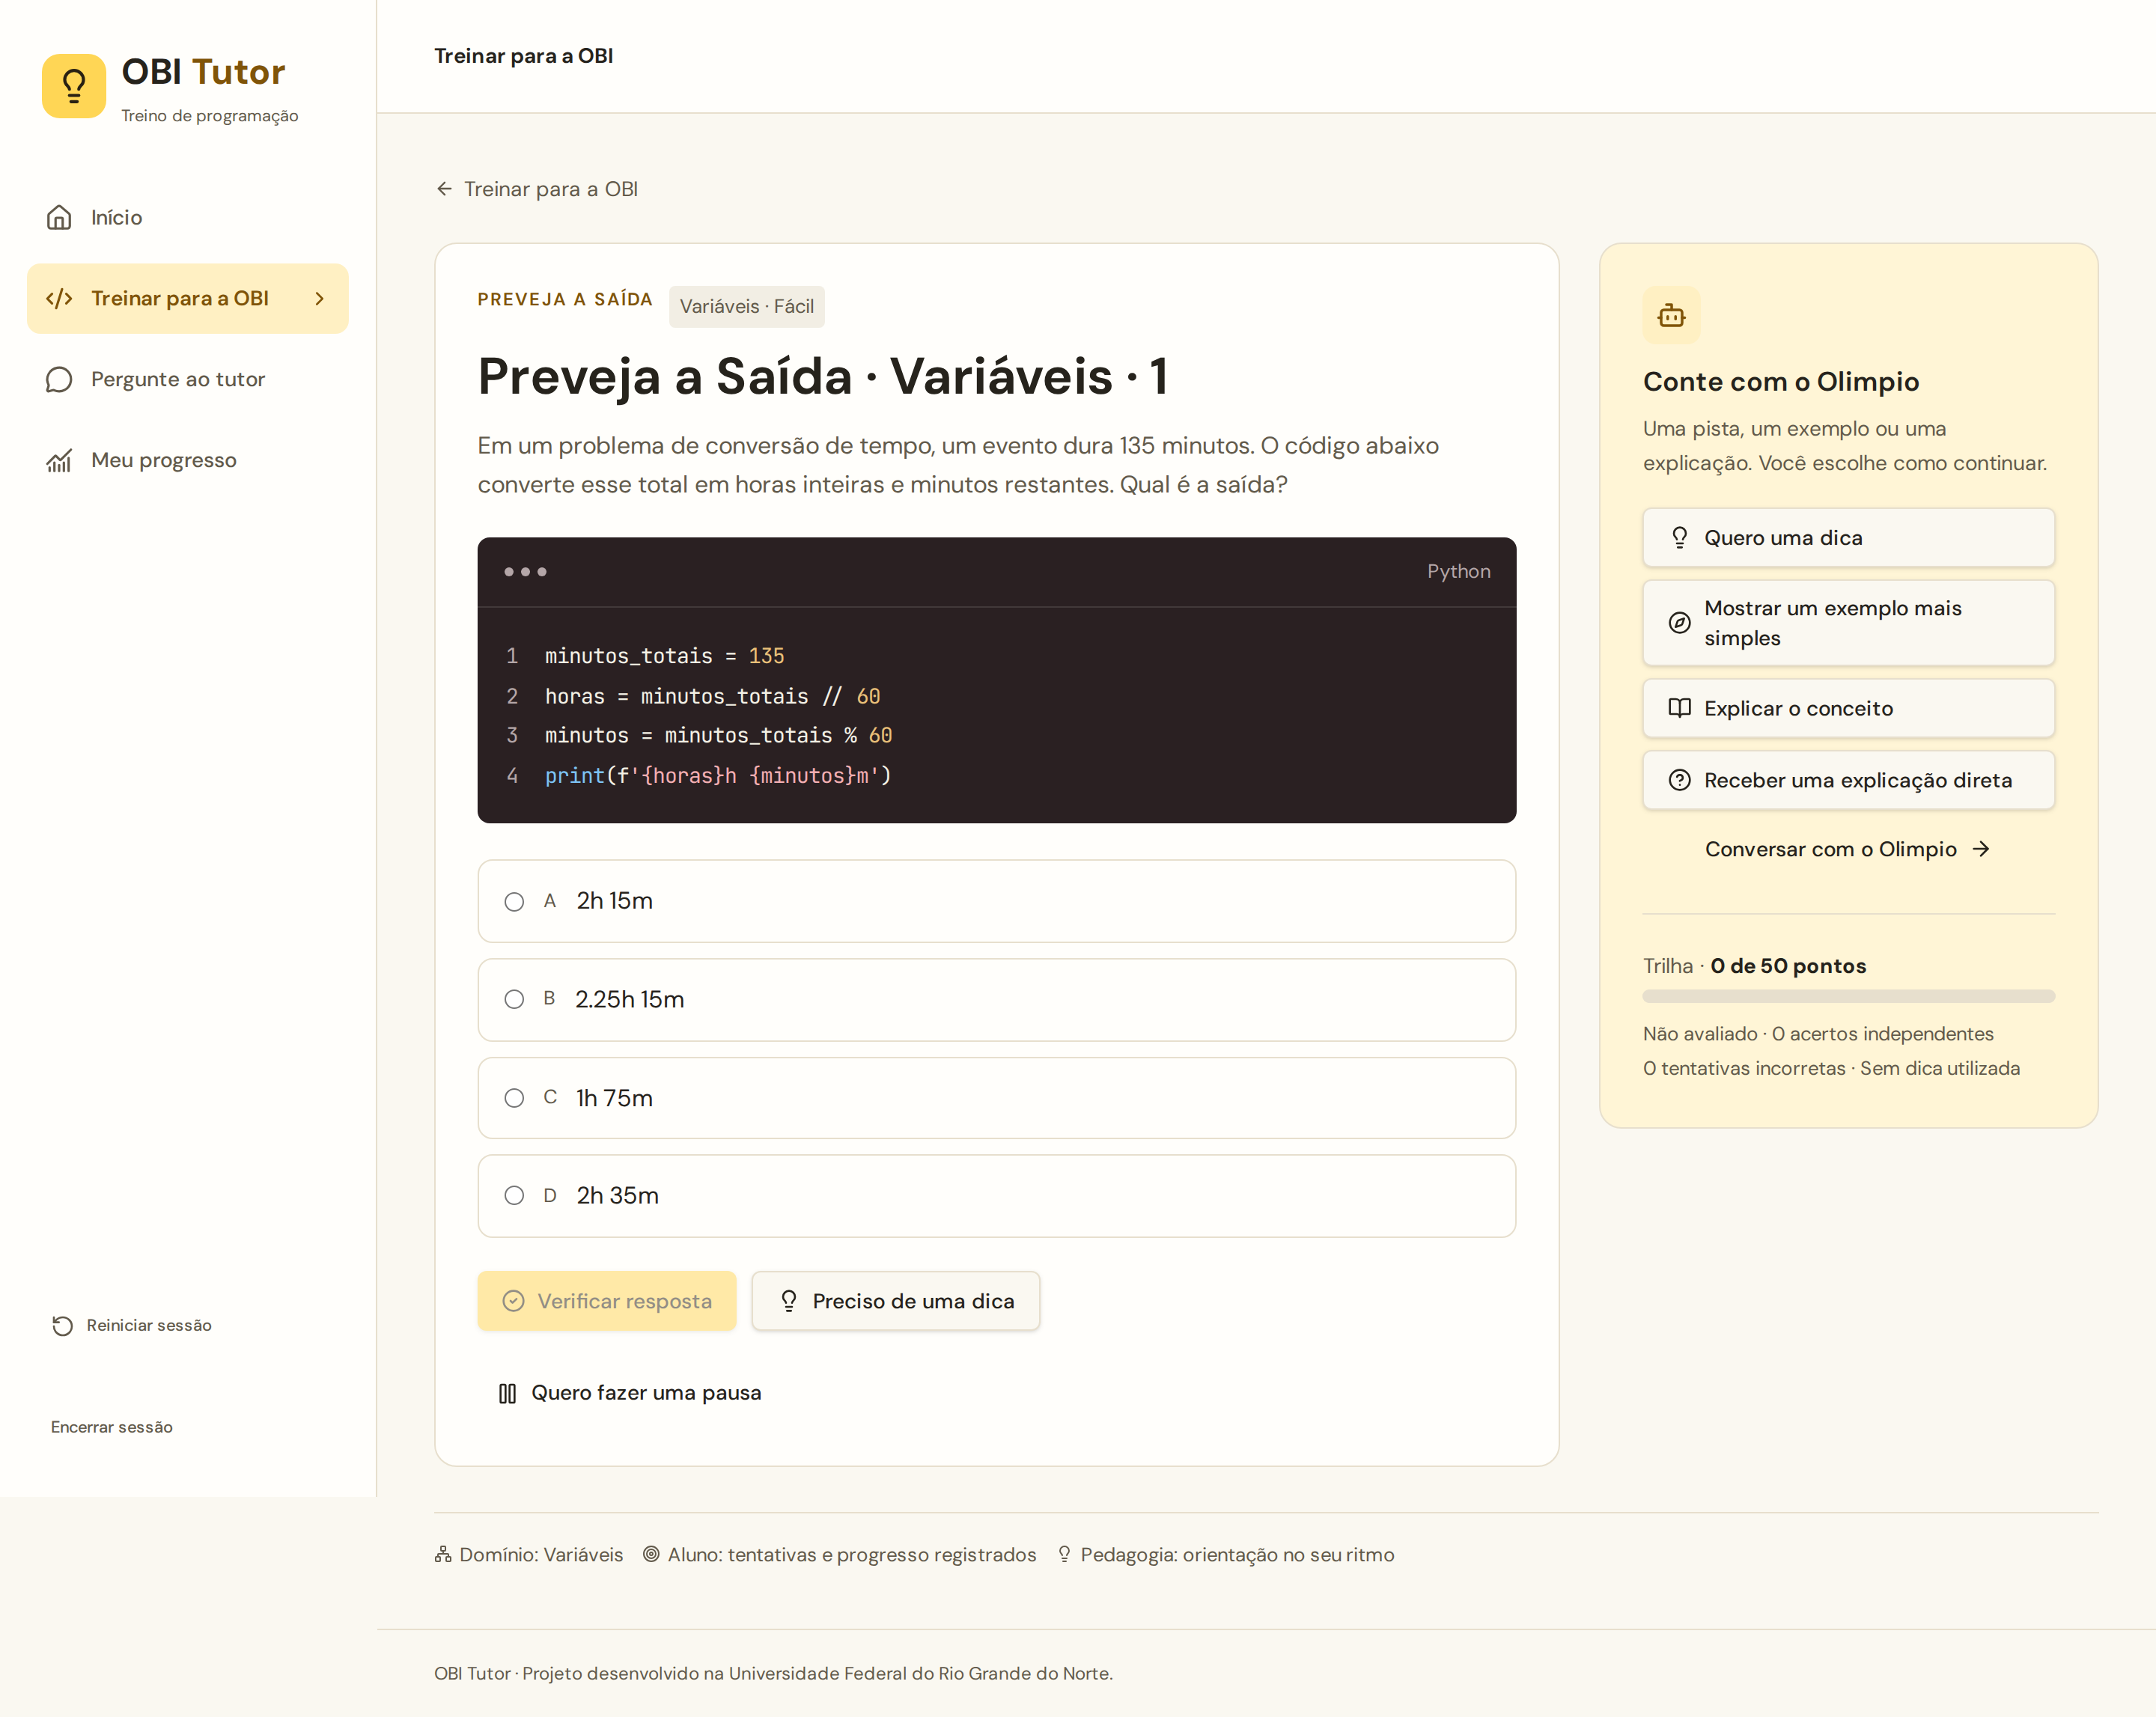 OBI Tutor
Treino de programação
Início
Treinar para a OBI
Pergunte ao tutor
Meu progresso
Reiniciar sessão
Encerrar sessão
Treinar para a OBI
Treinar para a OBI
PREVEJA A SAÍDA
Variáveis · Fácil
Preveja a Saída · Variáveis · 1
Em um problema de conversão de tempo, um evento dura 135 minutos. O código abaixo
converte esse total em horas inteiras e minutos restantes. Qual é a saída?
Python
1 minutos_totais = 135
2 horas = minutos_totais // 60
3 minutos = minutos_totais % 60
4 print(f'{horas}h {minutos}m')
A 2h 15m
B 2.25h 15m
C 1h 75m
D 2h 35m
Verificar resposta
Preciso de uma dica
Quero fazer uma pausa
Conte com o Olimpio
Uma pista, um exemplo ou uma
explicação. Você escolhe como continuar.
Quero uma dica
Mostrar um exemplo mais
simples
Explicar o conceito
Receber uma explicação direta
Conversar com o Olimpio
Trilha · 0 de 50 pontos
Não avaliado · 0 acertos independentes
0 tentativas incorretas · Sem dica utilizada
Domínio: Variáveis
Aluno: tentativas e progresso registrados
Pedagogia: orientação no seu ritmo
OBI Tutor · Projeto desenvolvido na Universidade Federal do Rio Grande do Norte.